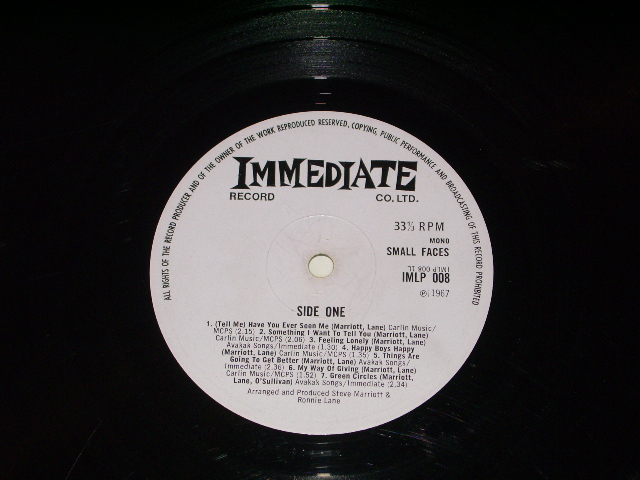 ALL RIGHTS OF THE RECORD PRODUCER AND OF THE OWNER OF THE WORK REPRODUCED RESERVED, COPYING, PUBLIC PERFORMANCE AND BROADCASTING OF THIS RECORD PROHIBITED
IMMEDIATE
RECORD CO. LTD.
33⅓ RPM
MONO
SMALL FACES
IMLP 008 1L
IMLP 008
℗ 1967
SIDE ONE
1. (Tell Me) Have You Ever Seen Me (Marriott, Lane) Carlin Music/
MCPS (2.15) 2. Something I Want To Tell You (Marriott,
Lane) Carlin Music/MCPS (2.06) 3. Feeling Lonely (Marriott, Lane)
Avakak Songs/Immediate (1.30) 4. Happy Boys Happy
(Marriott, Lane) Carlin Music/MCPS (1.35) 5. Things Are
Going To Get Better (Marriott, Lane) Avakak Songs/
Immediate (2.36) 6. My Way Of Giving (Marriott, Lane)
Carlin Music/MCPS (1.52) 7. Green Circles (Marriott,
Lane, O'Sullivan) Avakak Songs/Immediate (2.34)
Arranged and Produced Steve Marriott &
Ronnie Lane